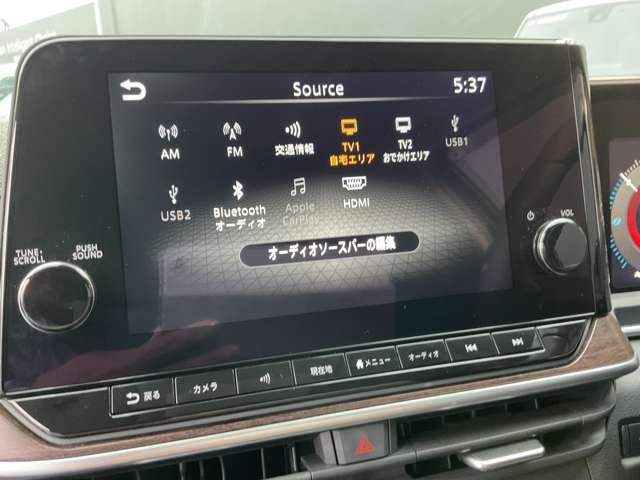 Source
5:37
AM
FM
交通情報
TV1
自宅エリア
TV2
おでかけエリア
USB1
USB2
Bluetooth
オーディオ
Apple
CarPlay
HDMI
オーディオソースバーの編集
TUNE・
SCROLL
PUSH
SOUND
VOL
戻る
カメラ
現在地
メニュー
オーディオ